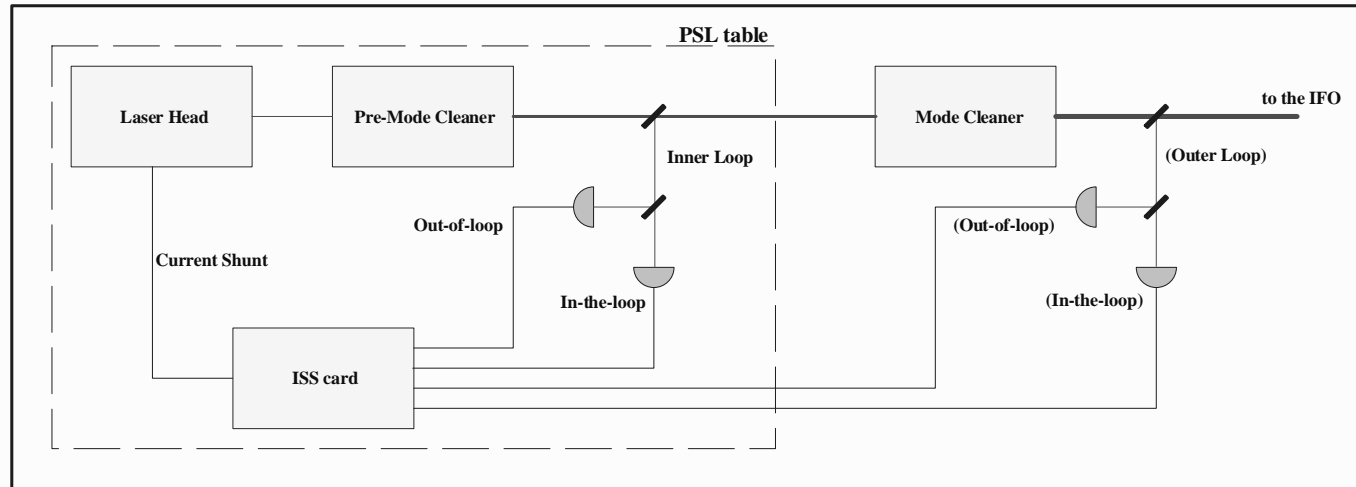 PSL table
Laser Head
Pre-Mode Cleaner
Mode Cleaner
to the IFO
Inner Loop
(Outer Loop)
Out-of-loop
(Out-of-loop)
Current Shunt
In-the-loop
(In-the-loop)
ISS card